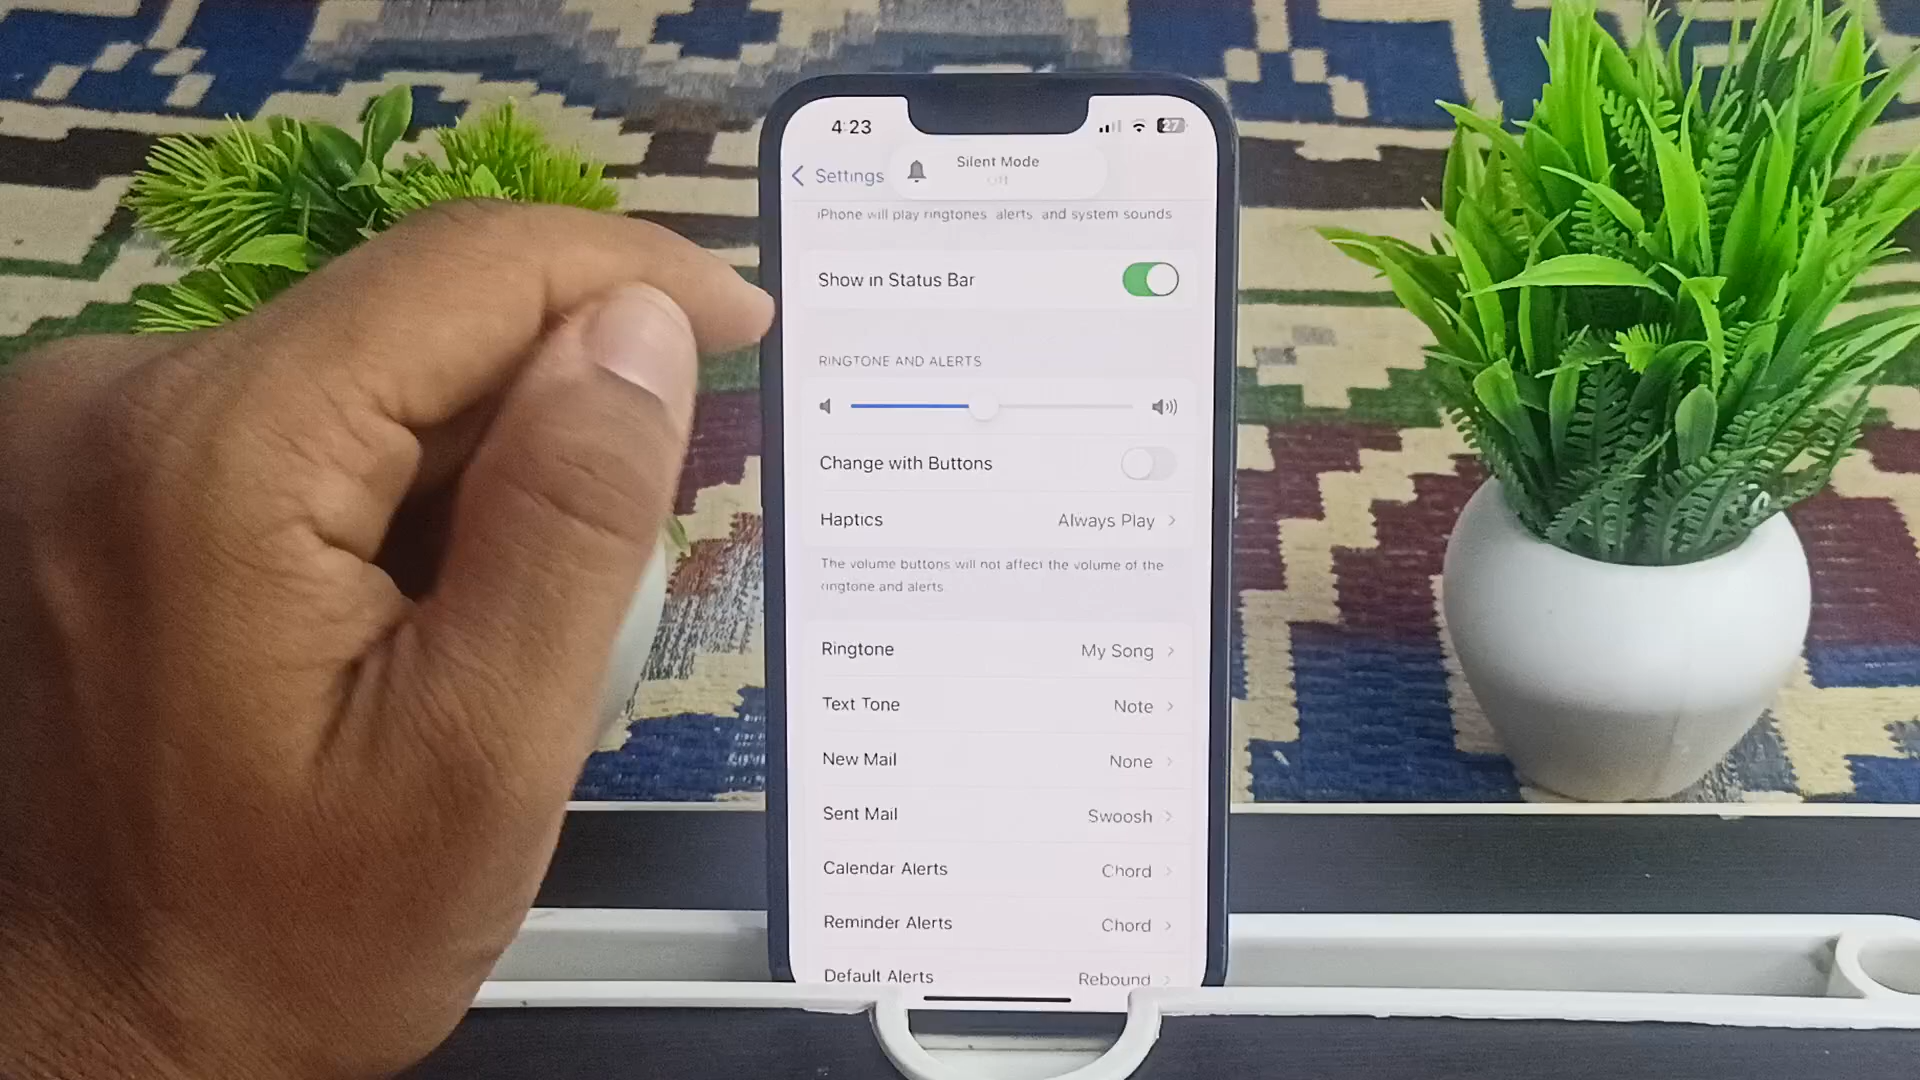 4:23
27
Silent Mode
Off
Settings
iPhone will play ringtones, alerts, and system sounds
Show in Status Bar
RINGTONE AND ALERTS
Change with Buttons
Haptics Always Play
The volume buttons will not affect the volume of the
ringtone and alerts.
Ringtone My Song
Text Tone Note
New Mail None
Sent Mail Swoosh
Calendar Alerts Chord
Reminder Alerts Chord
Default Alerts Rebound